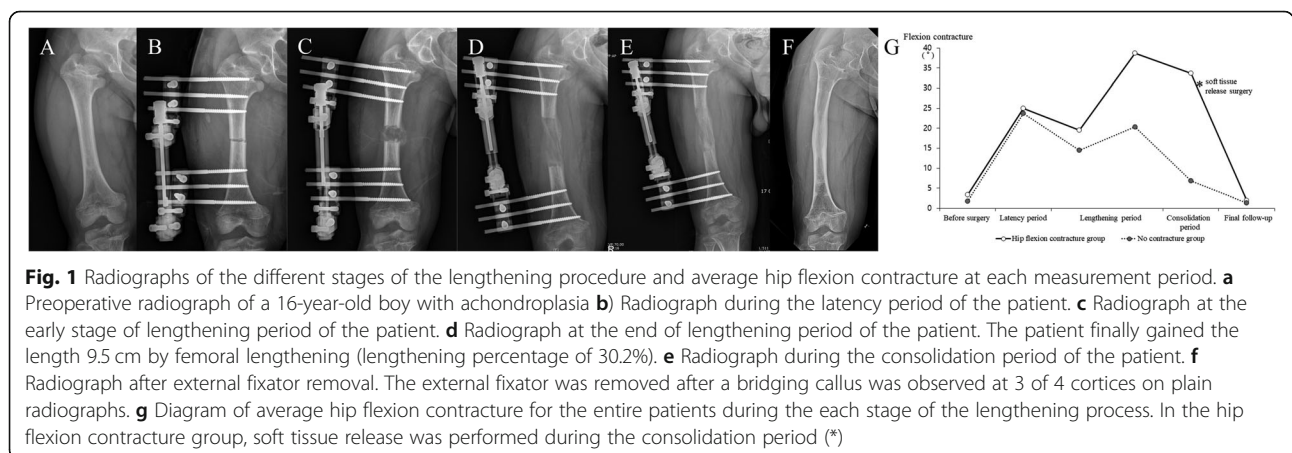 A B C D E F G
Flexion contracture
(°)
40
35
30
25
20
15
10
5
0
* soft tissue
release surgery
Before surgery Latency period Lengthening period Consolidation
period Final follow-up
Hip flexion contracture group No contracture group
R
Fig. 1 Radiographs of the different stages of the lengthening procedure and average hip flexion contracture at each measurement period. a
Preoperative radiograph of a 16-year-old boy with achondroplasia b) Radiograph during the latency period of the patient. c Radiograph at the
early stage of lengthening period of the patient. d Radiograph at the end of lengthening period of the patient. The patient finally gained the
length 9.5 cm by femoral lengthening (lengthening percentage of 30.2%). e Radiograph during the consolidation period of the patient. f
Radiograph after external fixator removal. The external fixator was removed after a bridging callus was observed at 3 of 4 cortices on plain
radiographs. g Diagram of average hip flexion contracture for the entire patients during the each stage of the lengthening process. In the hip
flexion contracture group, soft tissue release was performed during the consolidation period (*)